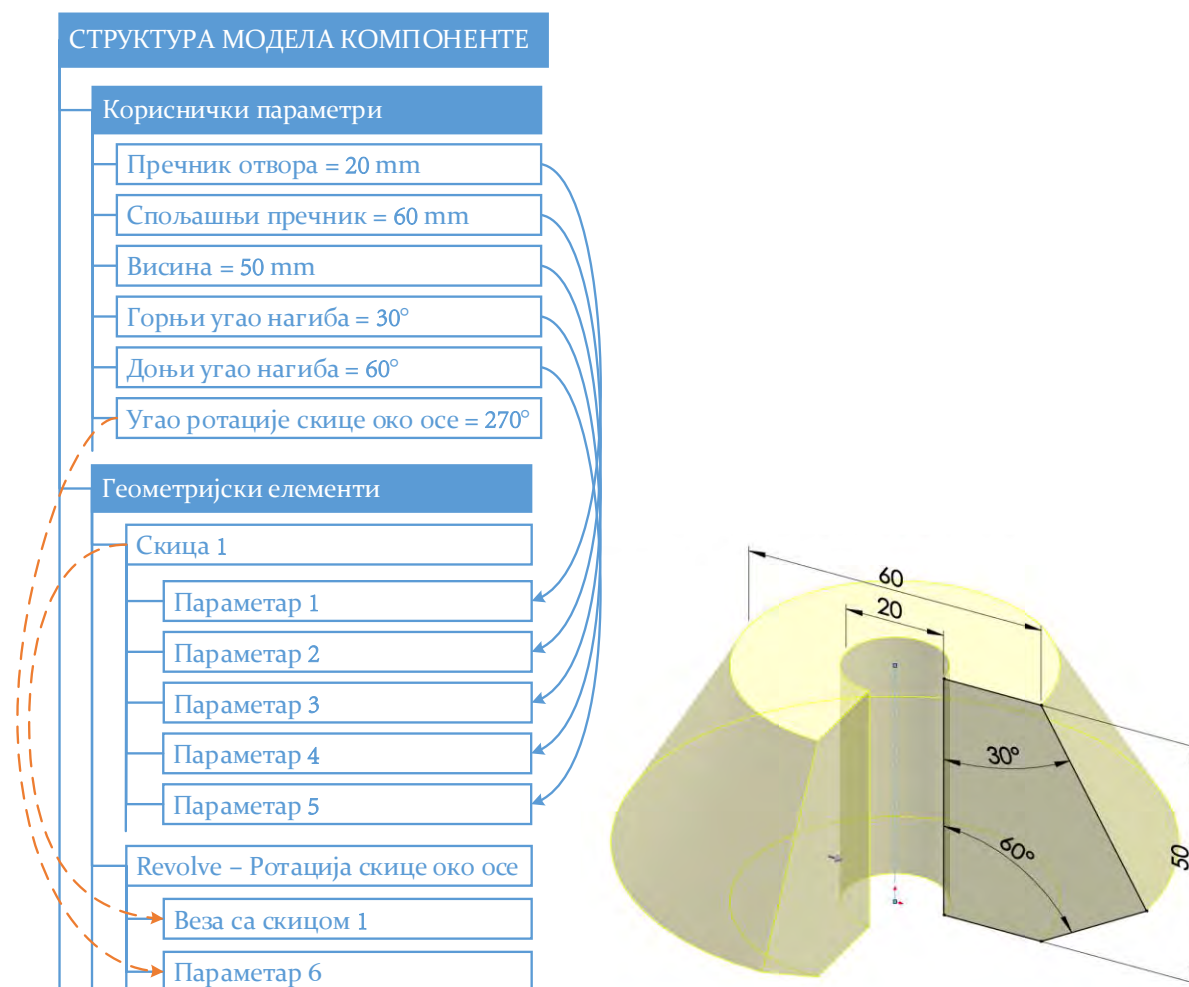 СТРУКТУРА МОДЕЛА КОМПОНЕНТЕ
Кориснички параметри
Пречник отвора = 20 mm
Спољашњи пречник = 60 mm
Висина = 50 mm
Горњи угао нагиба = 30°
Доњи угао нагиба = 60°
Угао ротације скице око осе = 270°
Геометријски елементи
Скица 1
Параметар 1
Параметар 2
Параметар 3
Параметар 4
Параметар 5
Revolve – Ротација скице око осе
Веза са скицом 1
Параметар 6
60
20
30°
60°
50